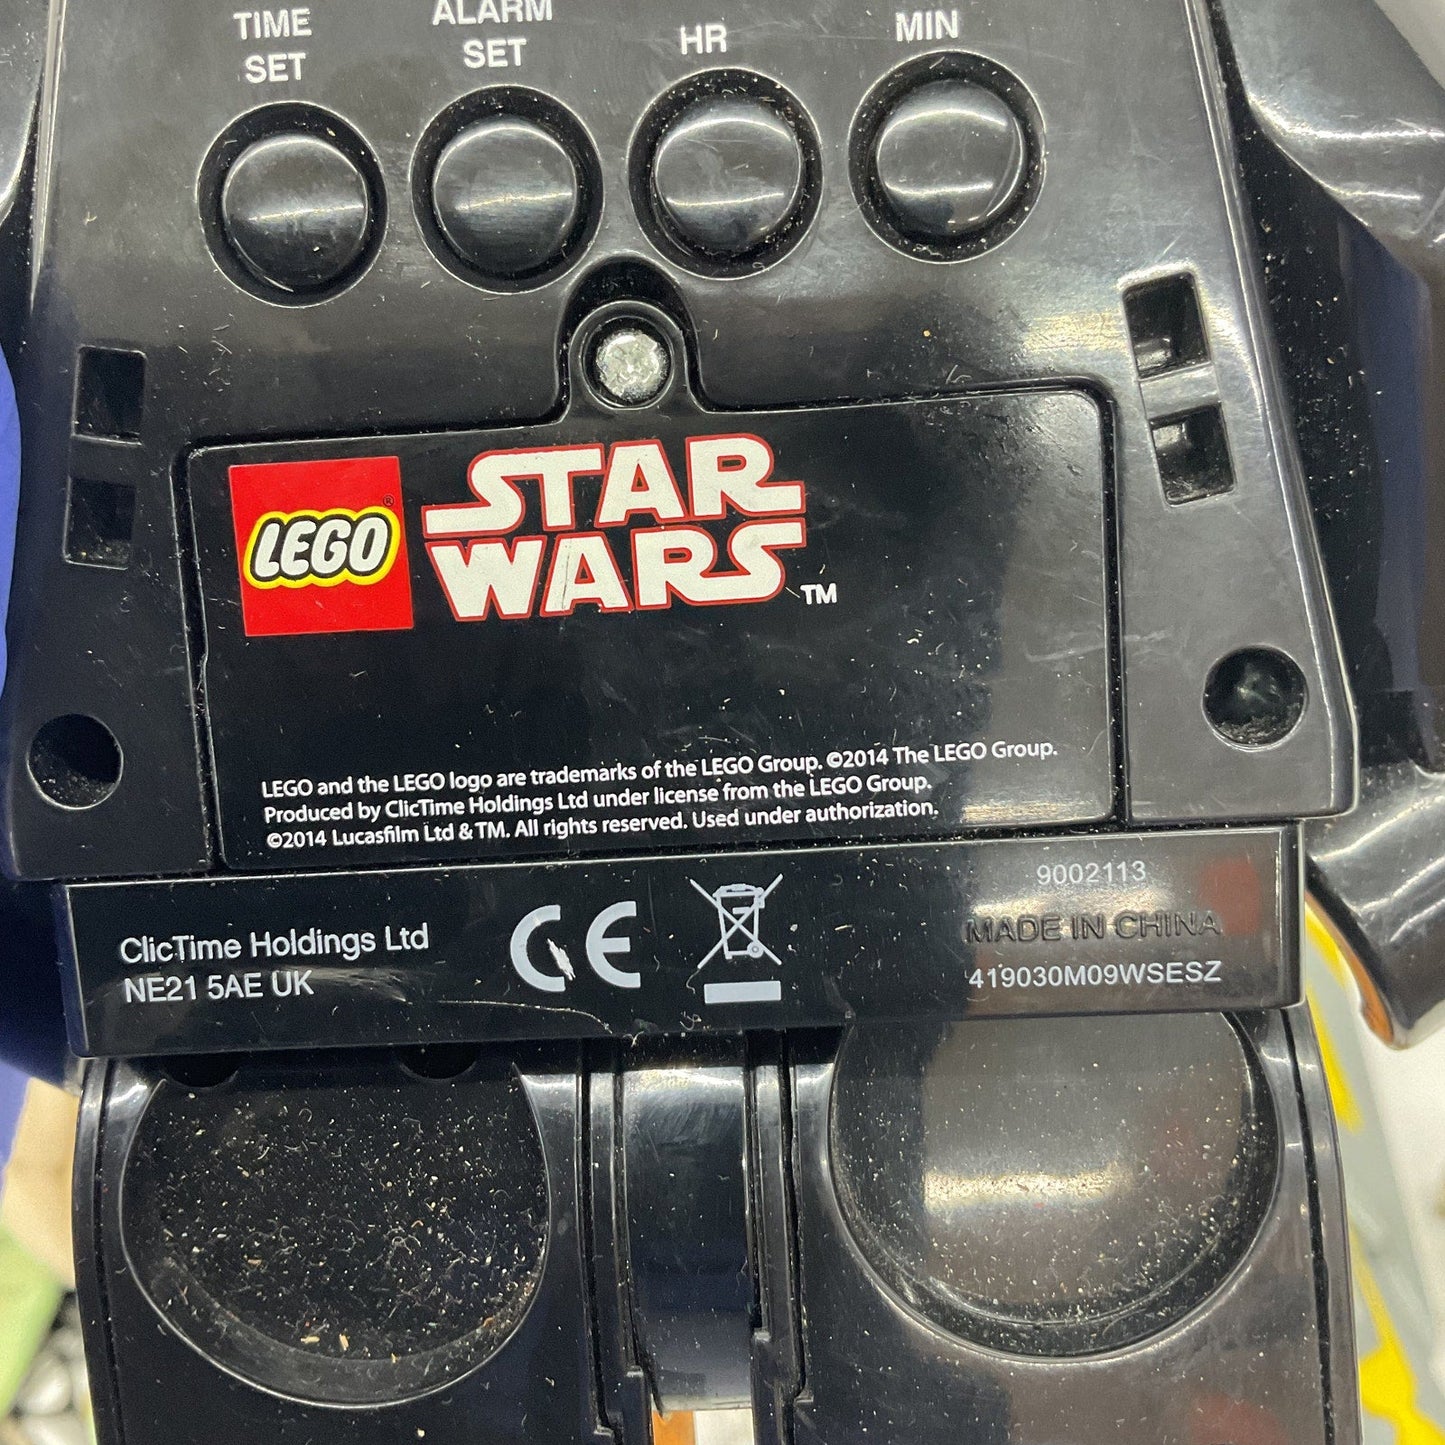 TIME
SET
ALARM
SET
HR
MIN
LEGO®
STAR
WARS™
LEGO and the LEGO logo are trademarks of the LEGO Group. ©2014 The LEGO Group.
Produced by ClicTime Holdings Ltd under license from the LEGO Group.
©2014 Lucasfilm Ltd & TM. All rights reserved. Used under authorization.
ClicTime Holdings Ltd
NE21 5AE UK
CE
9002113
MADE IN CHINA
419030M09WSESZ